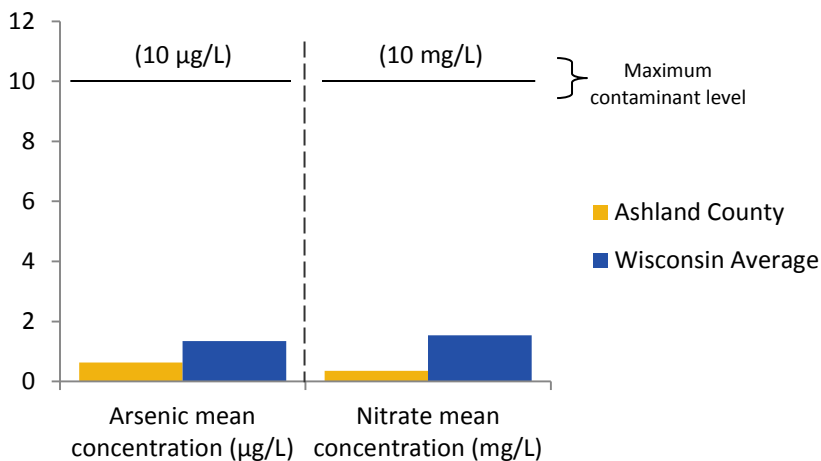 12
10
8
6
4
2
0
(10 µg/L)
(10 mg/L)
Maximum
contaminant level
Ashland County
Wisconsin Average
Arsenic mean
concentration (µg/L)
Nitrate mean
concentration (mg/L)